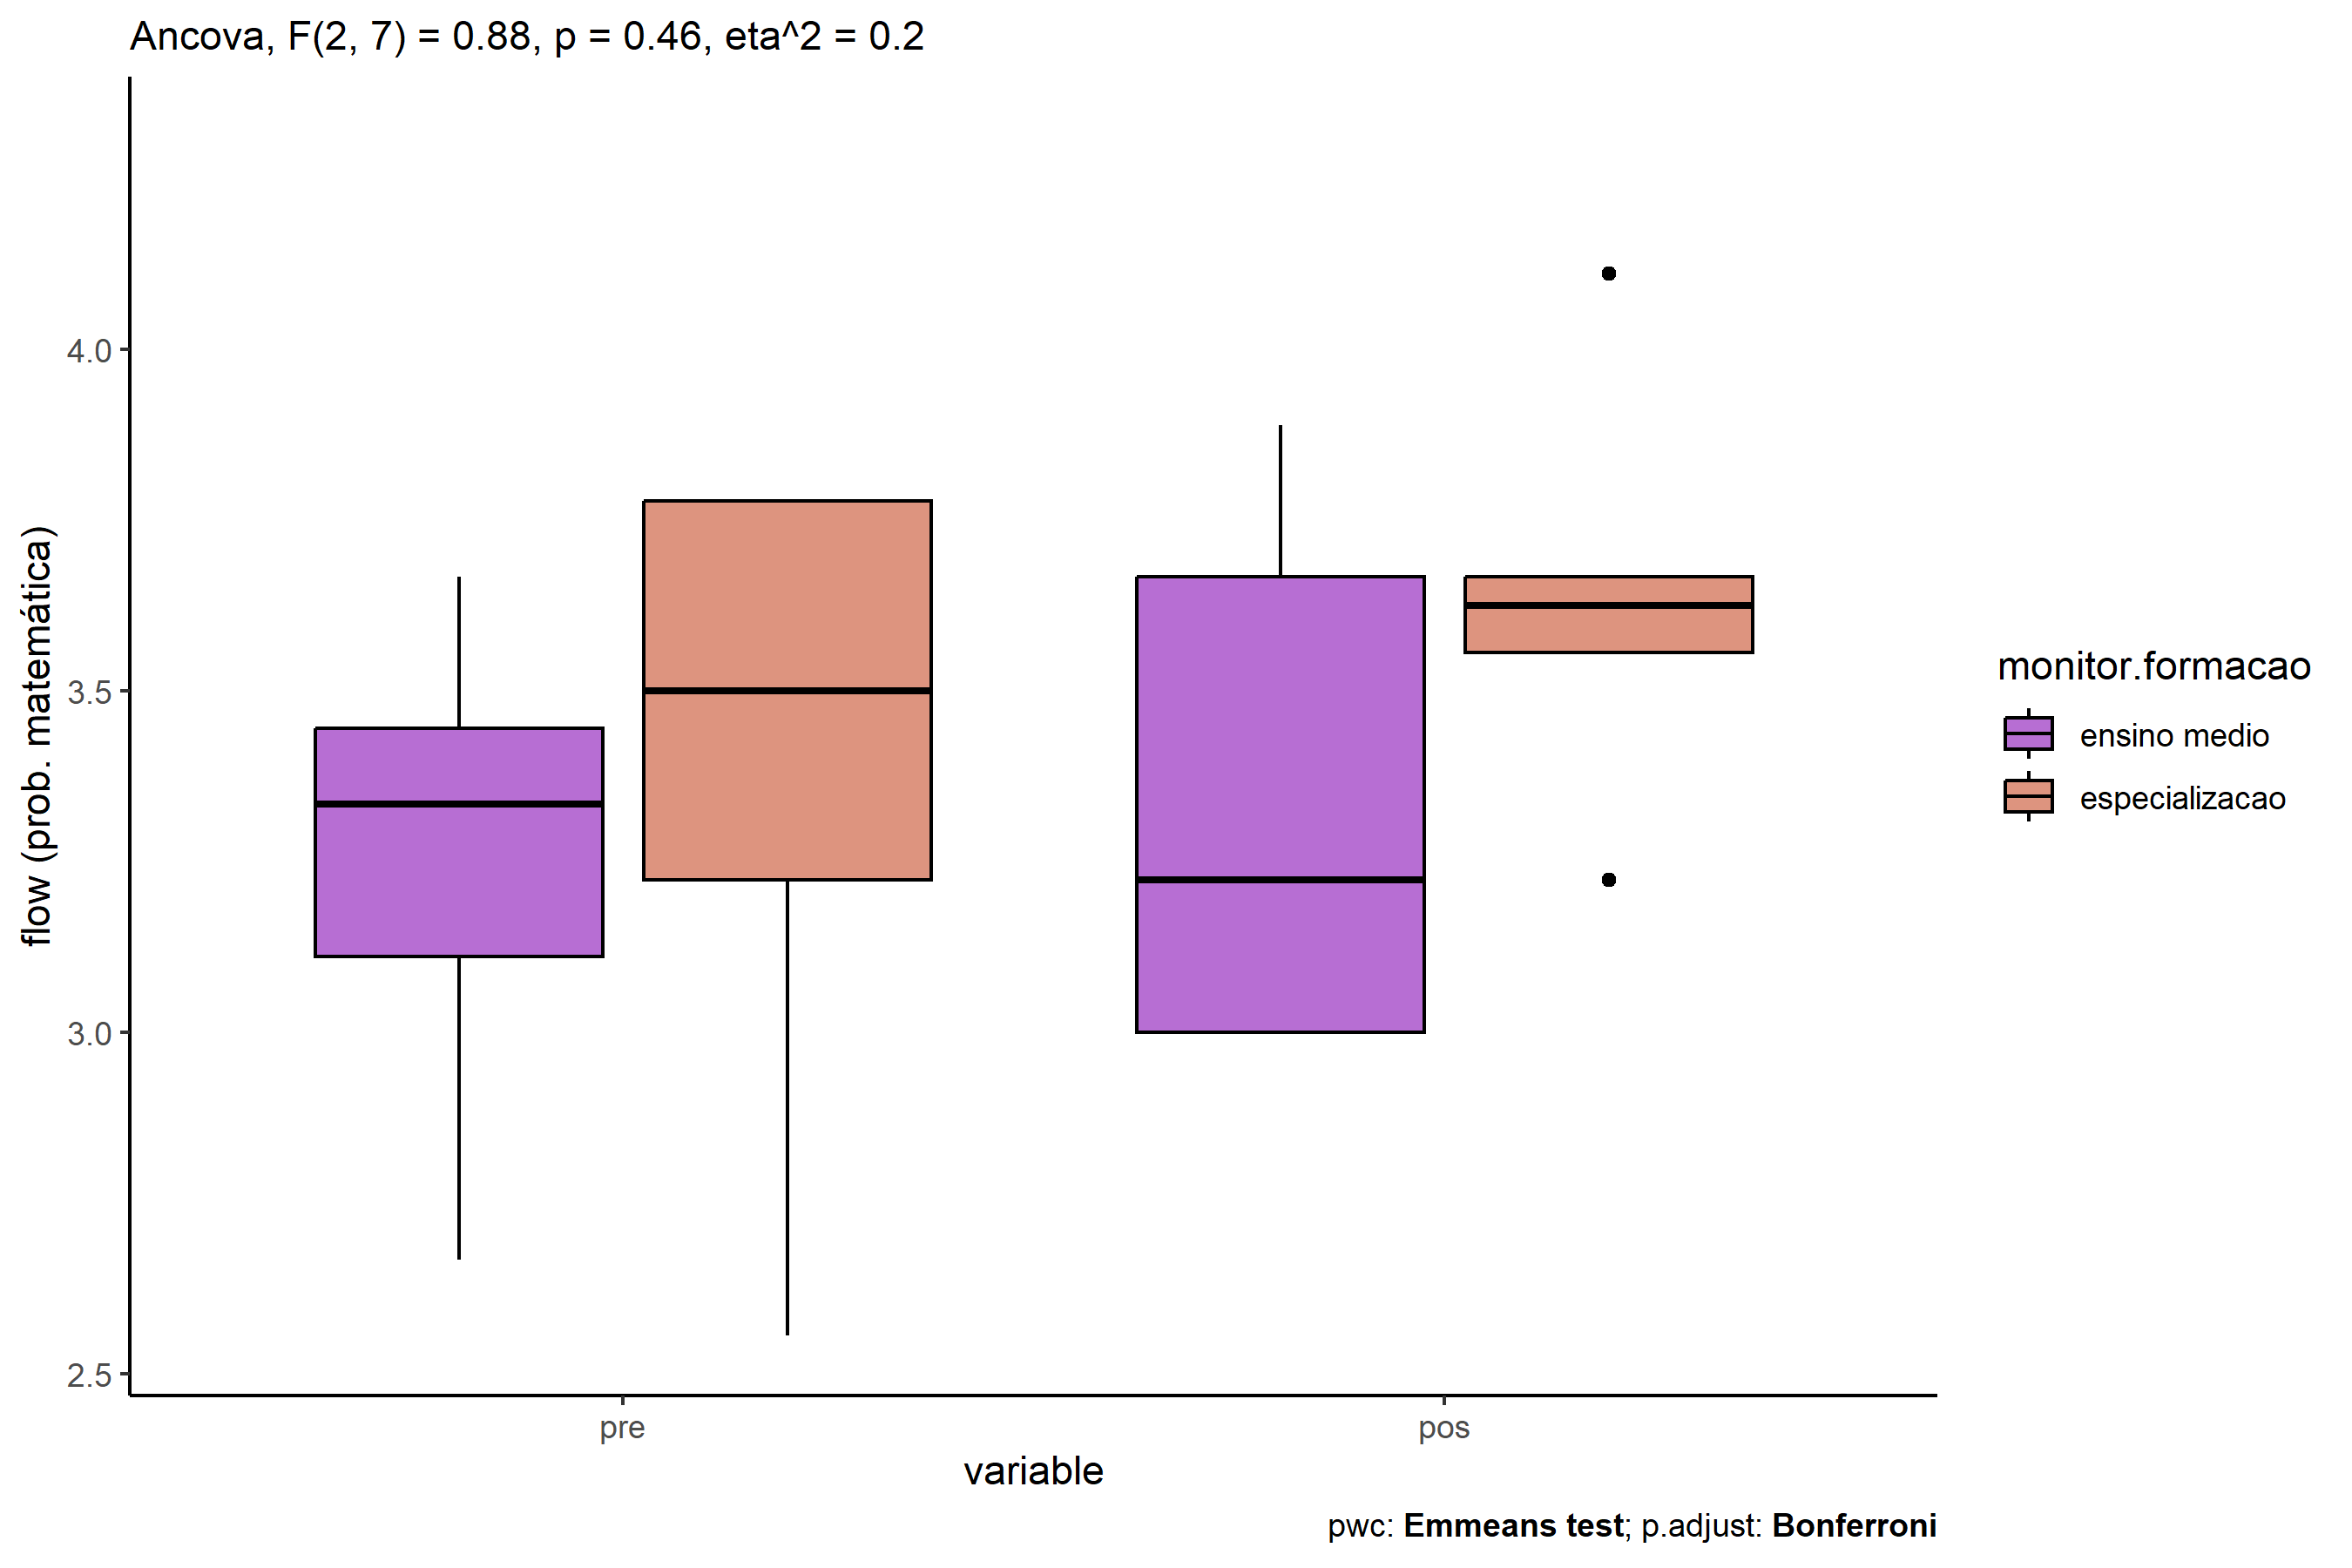 Ancova, F(2, 7) = 0.88, p = 0.46, eta^2 = 0.2
flow (prob. matemática)
4.0
3.5
3.0
2.5
pre
pos
variable
monitor.formacao
ensino medio
especializacao
pwc: Emmeans test; p.adjust: Bonferroni